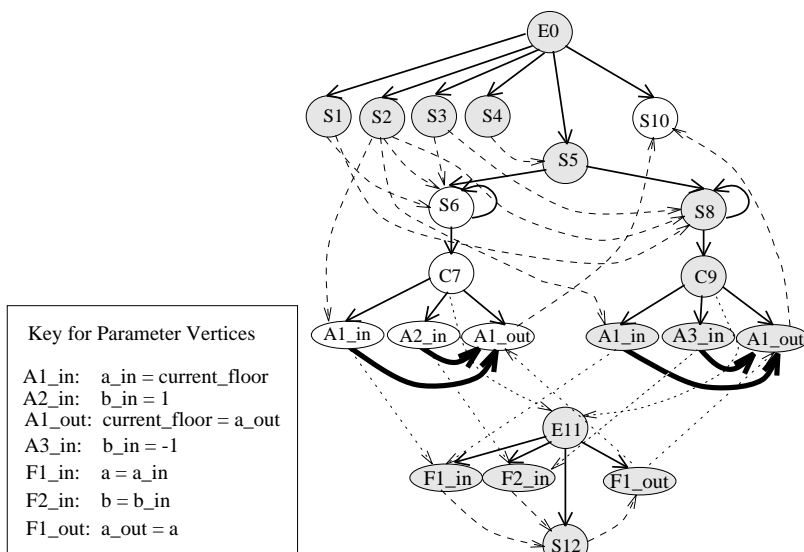 E0
S1 S2 S3 S4 S10
S5
S6 S8
C7 C9
A1_in A2_in A1_out A1_in A3_in A1_out
Key for Parameter Vertices
A1_in: a_in = current_floor
A2_in: b_in = 1
A1_out: current_floor = a_out
A3_in: b_in = -1
F1_in: a = a_in
F2_in: b = b_in
F1_out: a_out = a
E11
F1_in F2_in F1_out
S12